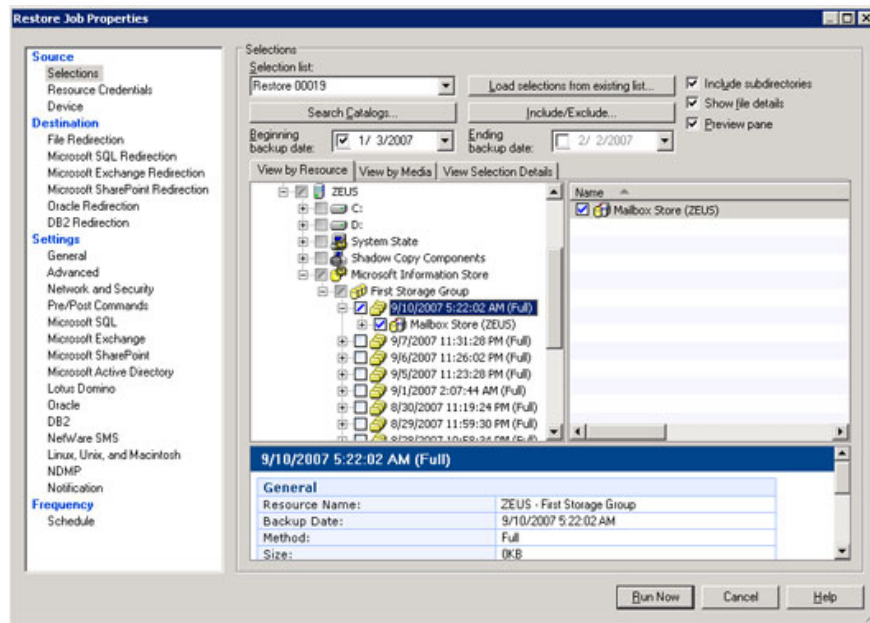 Restore Job Properties
Source
Selections
Resource Credentials
Device
Destination
File Redirection
Microsoft SQL Redirection
Microsoft Exchange Redirection
Microsoft SharePoint Redirection
Oracle Redirection
DB2 Redirection
Settings
General
Advanced
Network and Security
Pre/Post Commands
Microsoft SQL
Microsoft Exchange
Microsoft SharePoint
Microsoft Active Directory
Lotus Domino
Oracle
DB2
NetWare SMS
Linux, Unix, and Macintosh
NDMP
Notification
Frequency
Schedule
Selections
Selection list:
Restore 00019
Load selections from existing list...
Include subdirectories
Search Catalogs...
Include/Exclude...
Show file details
Preview pane
Beginning backup date:
1/ 3/2007
Ending backup date:
2/ 2/2007
View by Resource
View by Media
View Selection Details
ZEUS
C:
D:
System State
Shadow Copy Components
Microsoft Information Store
First Storage Group
9/10/2007 5:22:02 AM (Full)
Mailbox Store (ZEUS)
9/7/2007 11:31:28 PM (Full)
9/6/2007 11:26:02 PM (Full)
9/5/2007 11:23:28 PM (Full)
9/1/2007 2:07:44 AM (Full)
8/30/2007 11:19:24 PM (Full)
8/29/2007 11:59:30 PM (Full)
8/28/2007 10:58:34 PM (Full)
Name
Mailbox Store (ZEUS)
9/10/2007 5:22:02 AM (Full)
General
Resource Name: ZEUS - First Storage Group
Backup Date: 9/10/2007 5:22:02 AM
Method: Full
Size: 0KB
Run Now
Cancel
Help